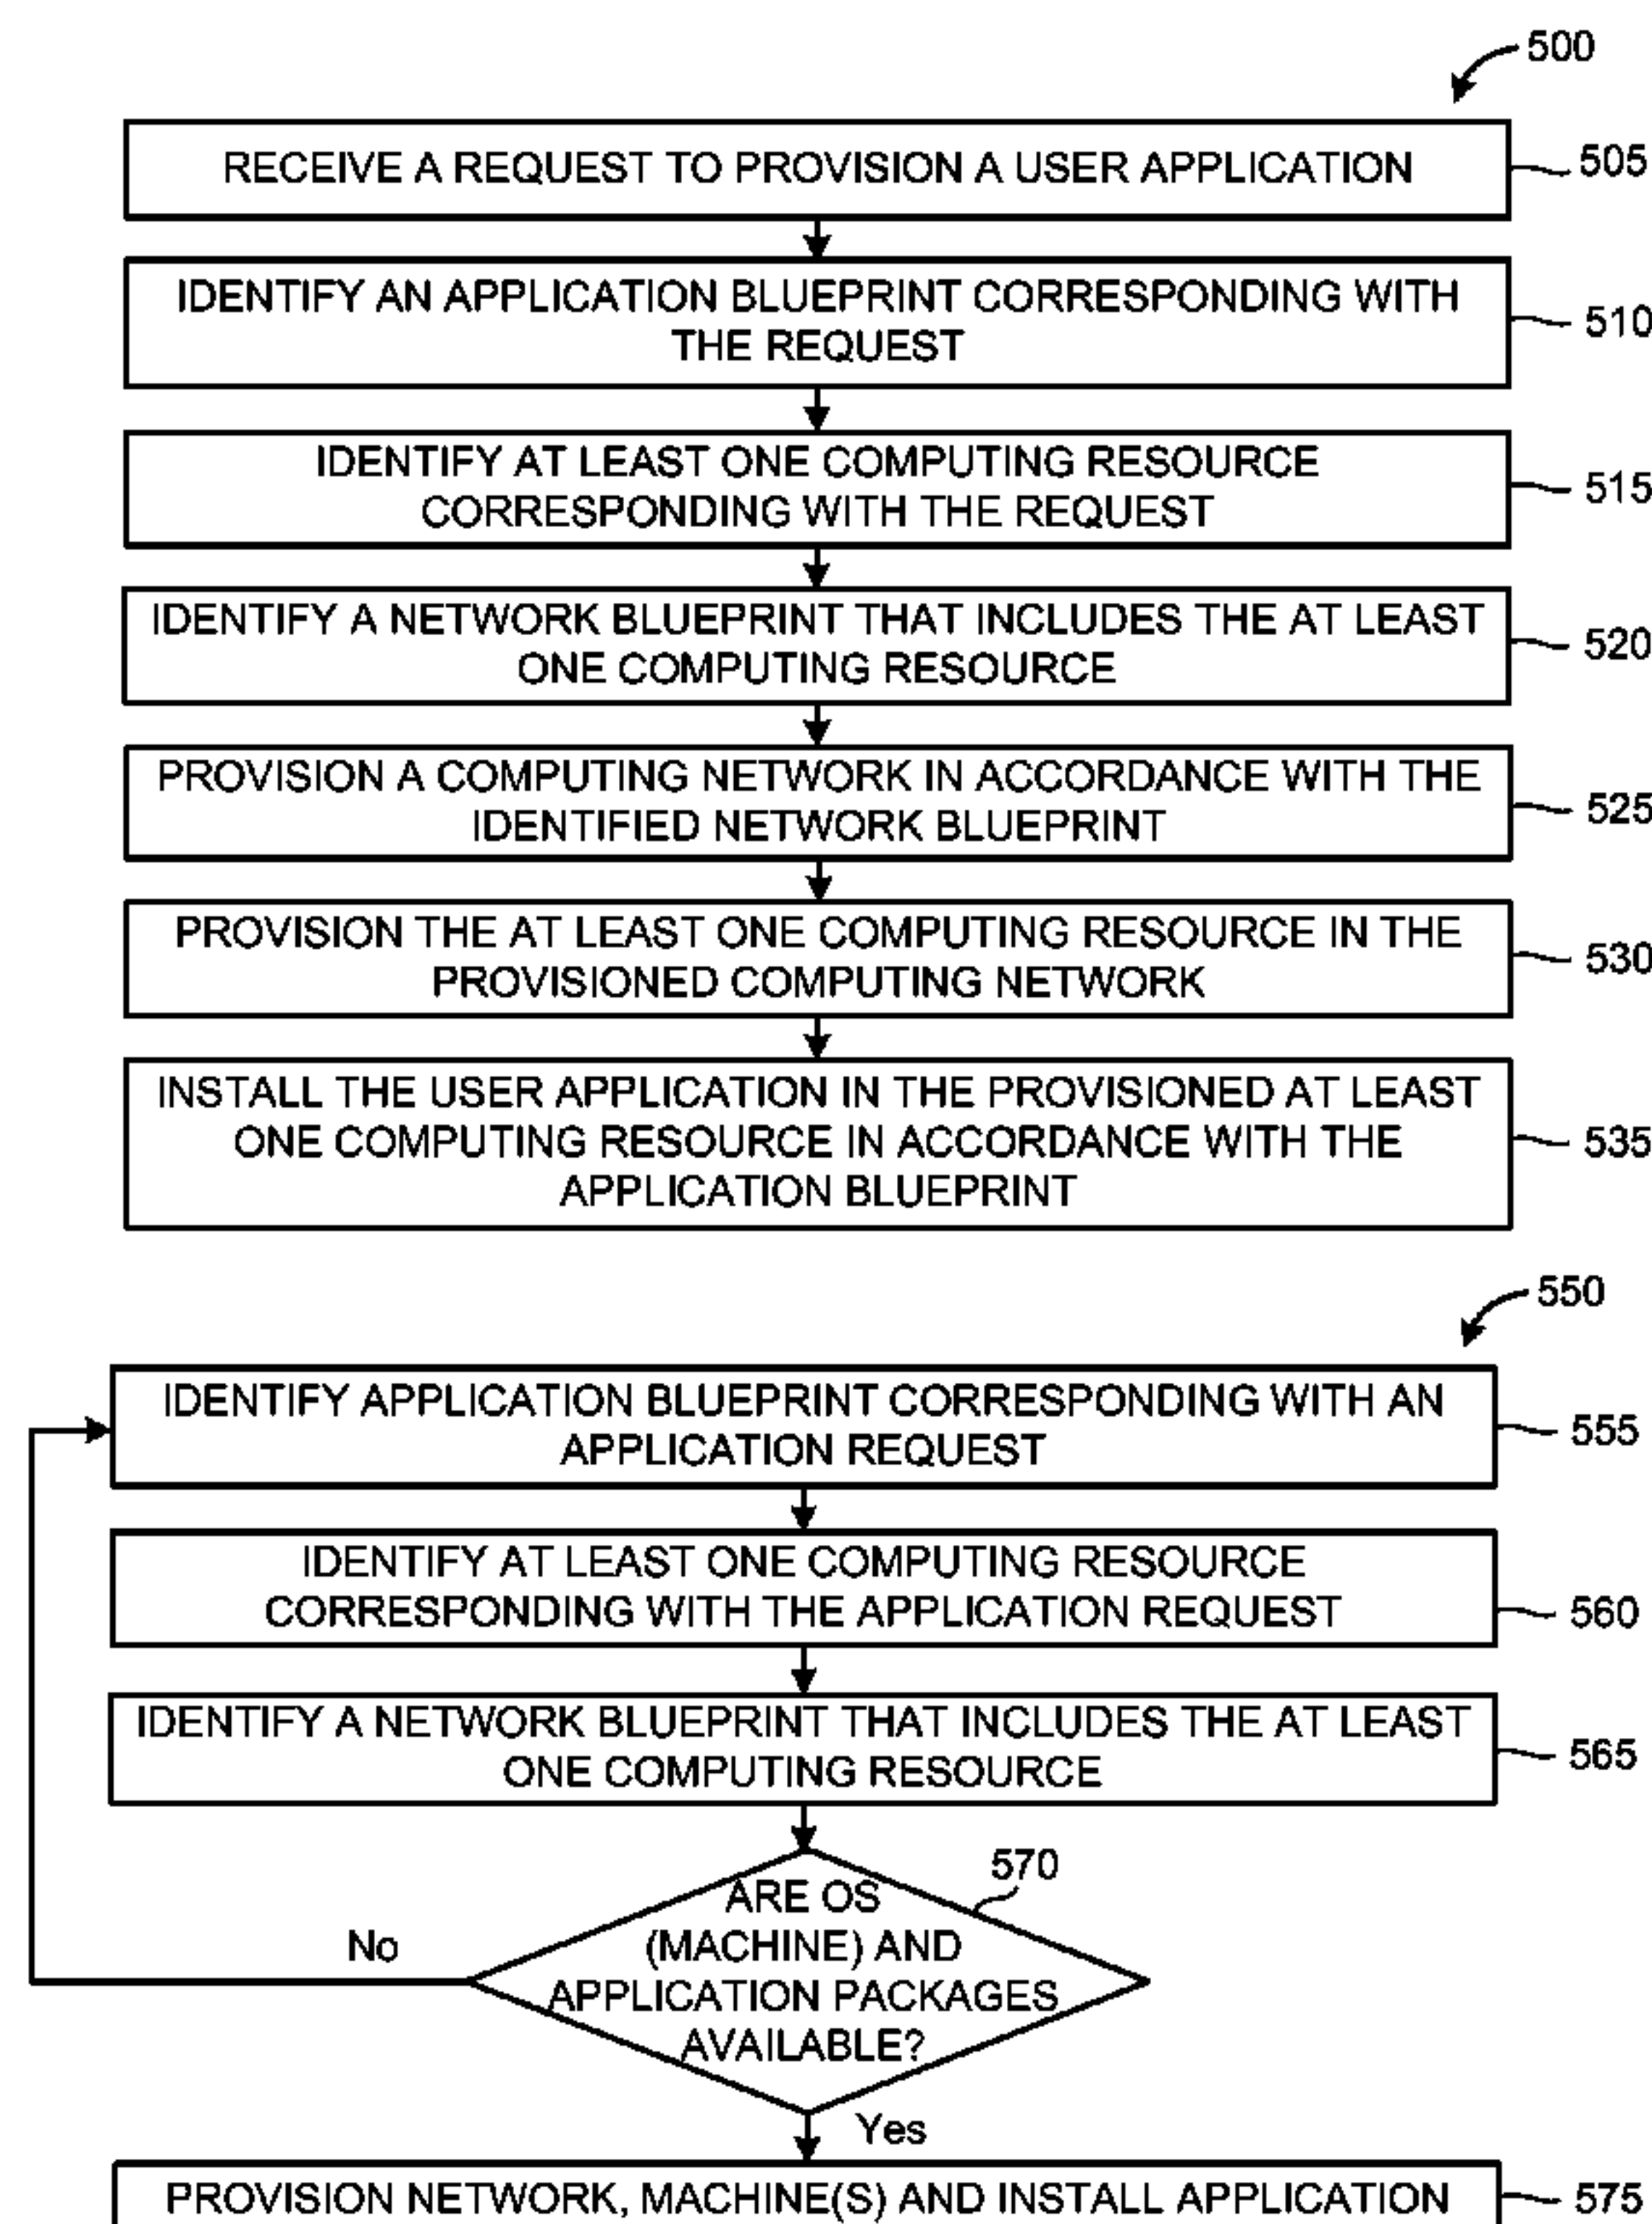 500
RECEIVE A REQUEST TO PROVISION A USER APPLICATION
505
IDENTIFY AN APPLICATION BLUEPRINT CORRESPONDING WITH
THE REQUEST
510
IDENTIFY AT LEAST ONE COMPUTING RESOURCE
CORRESPONDING WITH THE REQUEST
515
IDENTIFY A NETWORK BLUEPRINT THAT INCLUDES THE AT LEAST
ONE COMPUTING RESOURCE
520
PROVISION A COMPUTING NETWORK IN ACCORDANCE WITH THE
IDENTIFIED NETWORK BLUEPRINT
525
PROVISION THE AT LEAST ONE COMPUTING RESOURCE IN THE
PROVISIONED COMPUTING NETWORK
530
INSTALL THE USER APPLICATION IN THE PROVISIONED AT LEAST
ONE COMPUTING RESOURCE IN ACCORDANCE WITH THE
APPLICATION BLUEPRINT
535
550
IDENTIFY APPLICATION BLUEPRINT CORRESPONDING WITH AN
APPLICATION REQUEST
555
IDENTIFY AT LEAST ONE COMPUTING RESOURCE
CORRESPONDING WITH THE APPLICATION REQUEST
560
IDENTIFY A NETWORK BLUEPRINT THAT INCLUDES THE AT LEAST
ONE COMPUTING RESOURCE
565
570
ARE OS
(MACHINE) AND
APPLICATION PACKAGES
AVAILABLE?
No
Yes
PROVISION NETWORK, MACHINE(S) AND INSTALL APPLICATION
575